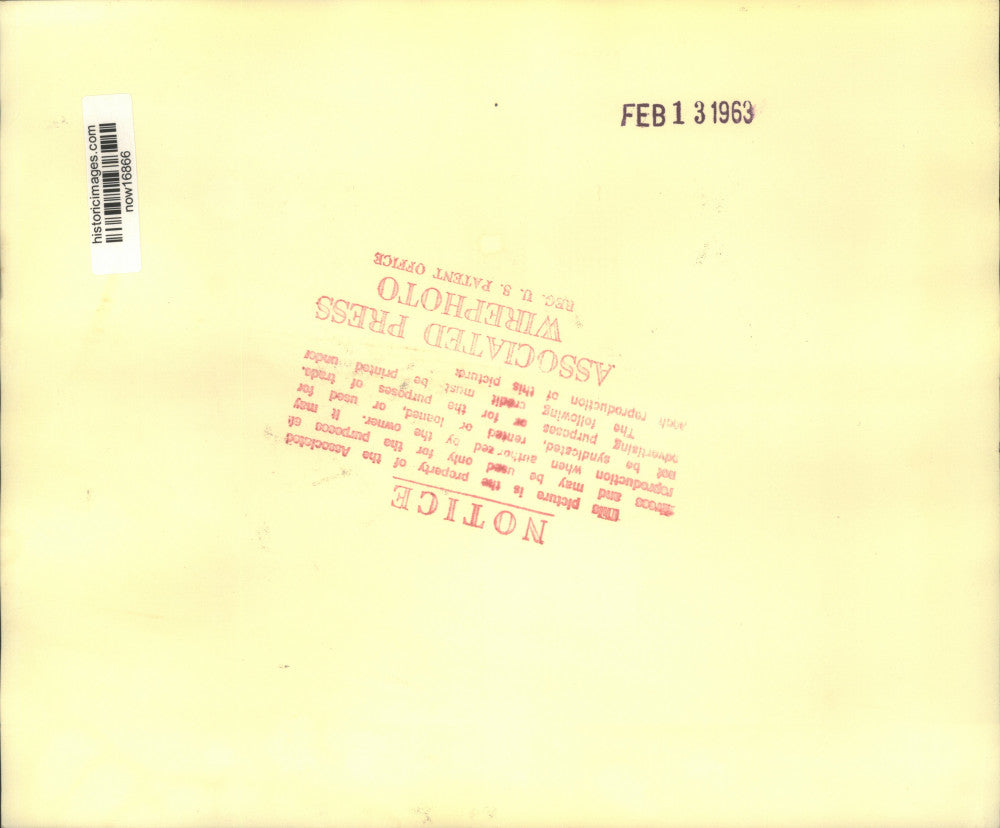 historicimages.com
now16866
FEB 13 1963
NOTICE
This picture is the property of the Associated
Press and may be used only for the purposes of
reproduction when authorized by the owner. It may
not be syndicated, rented or loaned, or used for
advertising purposes or for the purposes of trade.
The following credit must be printed under
each reproduction of this picture:
ASSOCIATED PRESS
WIREPHOTO
REG. U. S. PATENT OFFICE